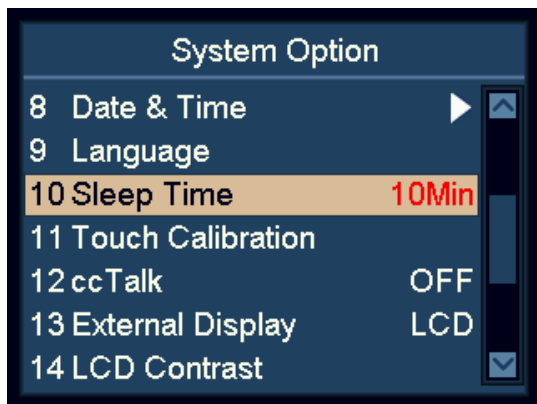 System Option
8 Date & Time
9 Language
10 Sleep Time 10Min
11 Touch Calibration
12 ccTalk OFF
13 External Display LCD
14 LCD Contrast